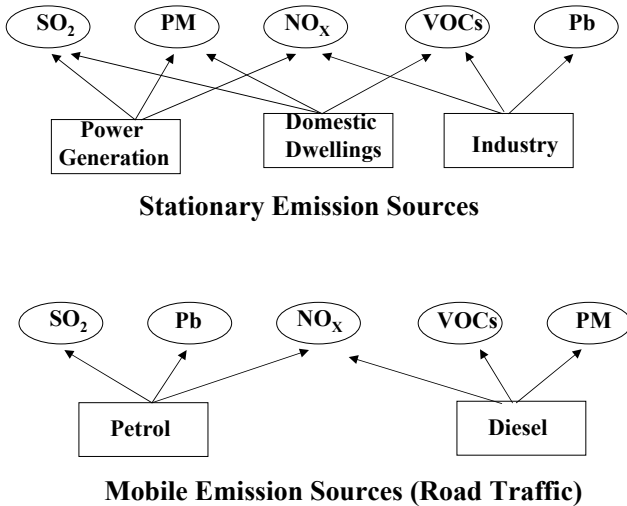 SO₂ PM NOₓ VOCs Pb
Power Generation
Domestic Dwellings
Industry
Stationary Emission Sources
SO₂ Pb NOₓ VOCs PM
Petrol Diesel
Mobile Emission Sources (Road Traffic)